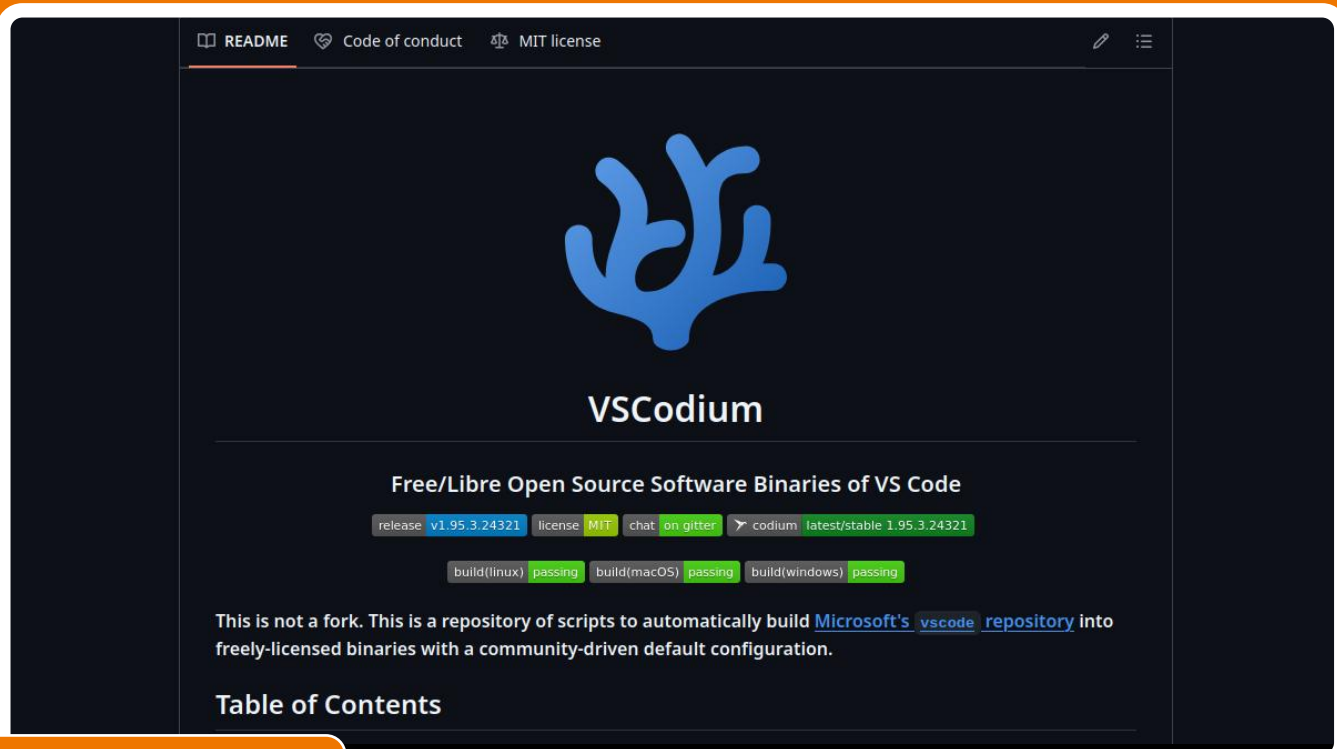 README Code of conduct MIT license
VSCodium
Free/Libre Open Source Software Binaries of VS Code
release v1.95.3.24321 license MIT chat on gitter codium latest/stable 1.95.3.24321
build(linux) passing build(macOS) passing build(windows) passing
This is not a fork. This is a repository of scripts to automatically build Microsoft's vscode repository into
freely-licensed binaries with a community-driven default configuration.
Table of Contents